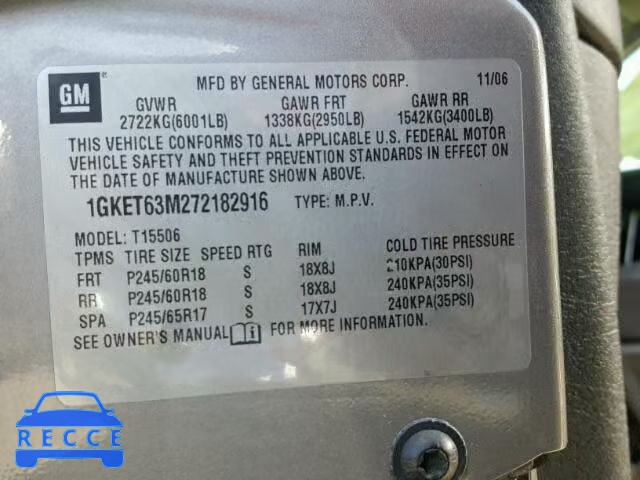 GM
MFD BY GENERAL MOTORS CORP. 11/06
GVWR GAWR FRT GAWR RR
2722KG(6001LB) 1338KG(2950LB) 1542KG(3400LB)
THIS VEHICLE CONFORMS TO ALL APPLICABLE U.S. FEDERAL MOTOR
VEHICLE SAFETY AND THEFT PREVENTION STANDARDS IN EFFECT ON
THE DATE OF MANUFACTURE SHOWN ABOVE.
1GKET63M272182916 TYPE: M.P.V.
MODEL: T15506
TPMS TIRE SIZE SPEED RTG RIM COLD TIRE PRESSURE
FRT P245/60R18 S 18X8J 210KPA(30PSI)
RR P245/60R18 S 18X8J 240KPA(35PSI)
SPA P245/65R17 S 17X7J 240KPA(35PSI)
SEE OWNER'S MANUAL FOR MORE INFORMATION.
RECCE